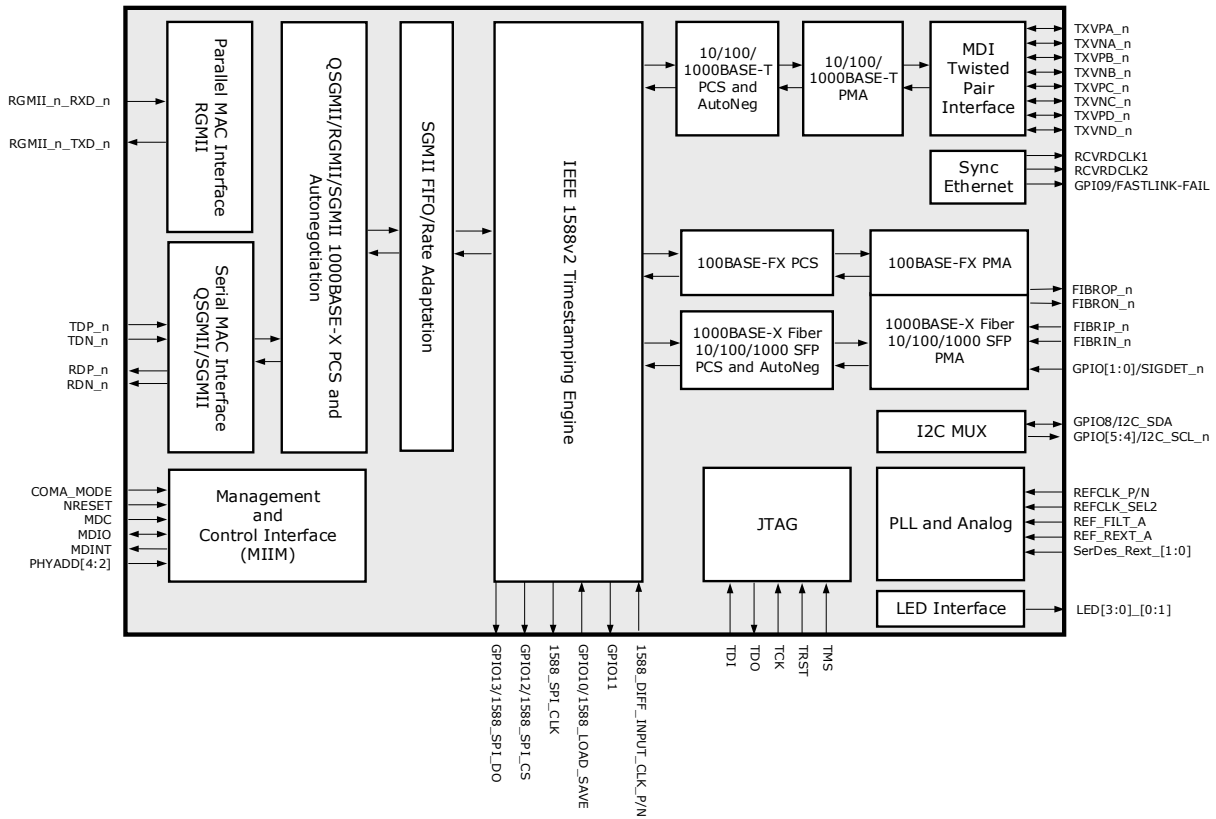 RGMII_n_RXD_n
RGMII_n_TXD_n
TDP_n
TDN_n
RDP_n
RDN_n
COMA_MODE
NRESET
MDC
MDIO
MDINT
PHYADD[4:2]
Parallel MAC Interface
RGMII
Serial MAC Interface
QSGMII/SGMII
Management
and
Control Interface
(MIIM)
QSGMII/RGMII/SGMII 1000BASE-X PCS and
Autonegotiation
SGMII FIFO/Rate Adaptation
IEEE 1588v2 Timestamping Engine
10/100/
1000BASE-T
PCS and
AutoNeg
10/100/
1000BASE-T
PMA
MDI
Twisted
Pair
Interface
Sync
Ethernet
100BASE-FX PCS
100BASE-FX PMA
1000BASE-X Fiber
10/100/1000 SFP
PCS and AutoNeg
1000BASE-X Fiber
10/100/1000 SFP
PMA
I2C MUX
JTAG
PLL and Analog
LED Interface
TXVPA_n
TXVNA_n
TXVPB_n
TXVNB_n
TXVPC_n
TXVNC_n
TXVPD_n
TXVND_n
RCVRDCLK1
RCVRDCLK2
GPI09/FASTLINK-FAIL
FIBROP_n
FIBRON_n
FIBRIP_n
FIBRIN_n
GPIO[1:0]/SIGDET_n
GPIO8/I2C_SDA
GPIO[5:4]/I2C_SCL_n
REFCLK_P/N
REFCLK_SEL2
REF_FILT_A
REF_REXT_A
SerDes_Rext_[1:0]
LED[3:0]_[0:1]
GPIO13/1588_SPI_DO
GPIO12/1588_SPI_CS
1588_SPI_CLK
GPIO10/1588_LOAD_SAVE
GPIO11
1588_DIFF_INPUT_CLK_P/N
TDI
TDO
TCK
TRST
TMS